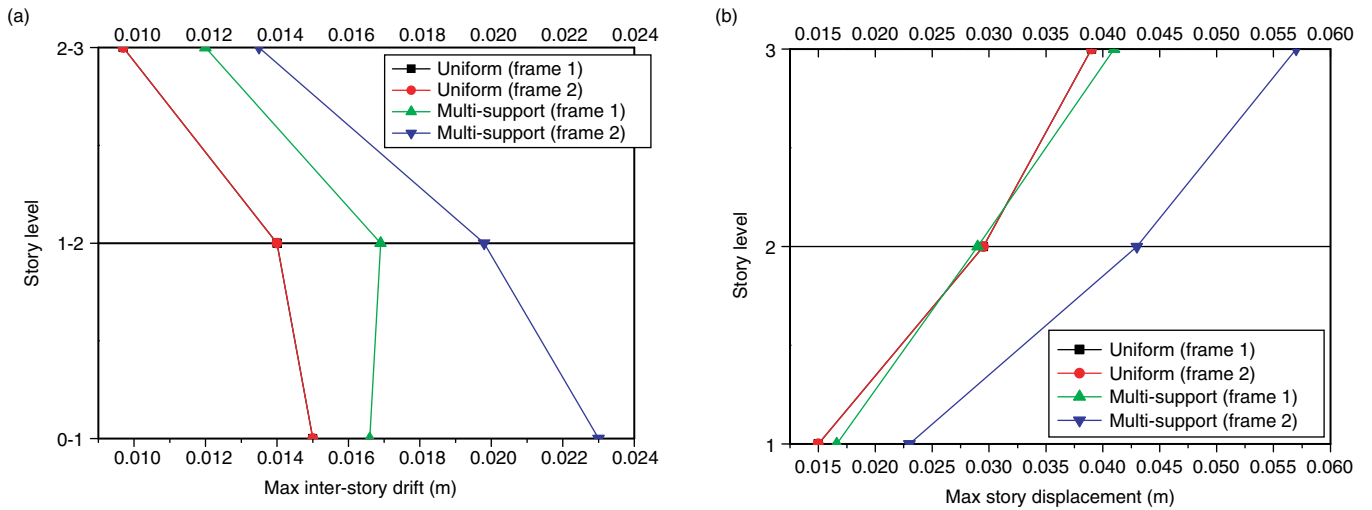 (a)
0.010 0.012 0.014 0.016 0.018 0.020 0.022 0.024
2-3
1-2
0-1
Story level
Uniform (frame 1)
Uniform (frame 2)
Multi-support (frame 1)
Multi-support (frame 2)
0.010 0.012 0.014 0.016 0.018 0.020 0.022 0.024
Max inter-story drift (m)
(b)
0.015 0.020 0.025 0.030 0.035 0.040 0.045 0.050 0.055 0.060
3
2
1
Story level
Uniform (frame 1)
Uniform (frame 2)
Multi-support (frame 1)
Multi-support (frame 2)
0.015 0.020 0.025 0.030 0.035 0.040 0.045 0.050 0.055 0.060
Max story displacement (m)